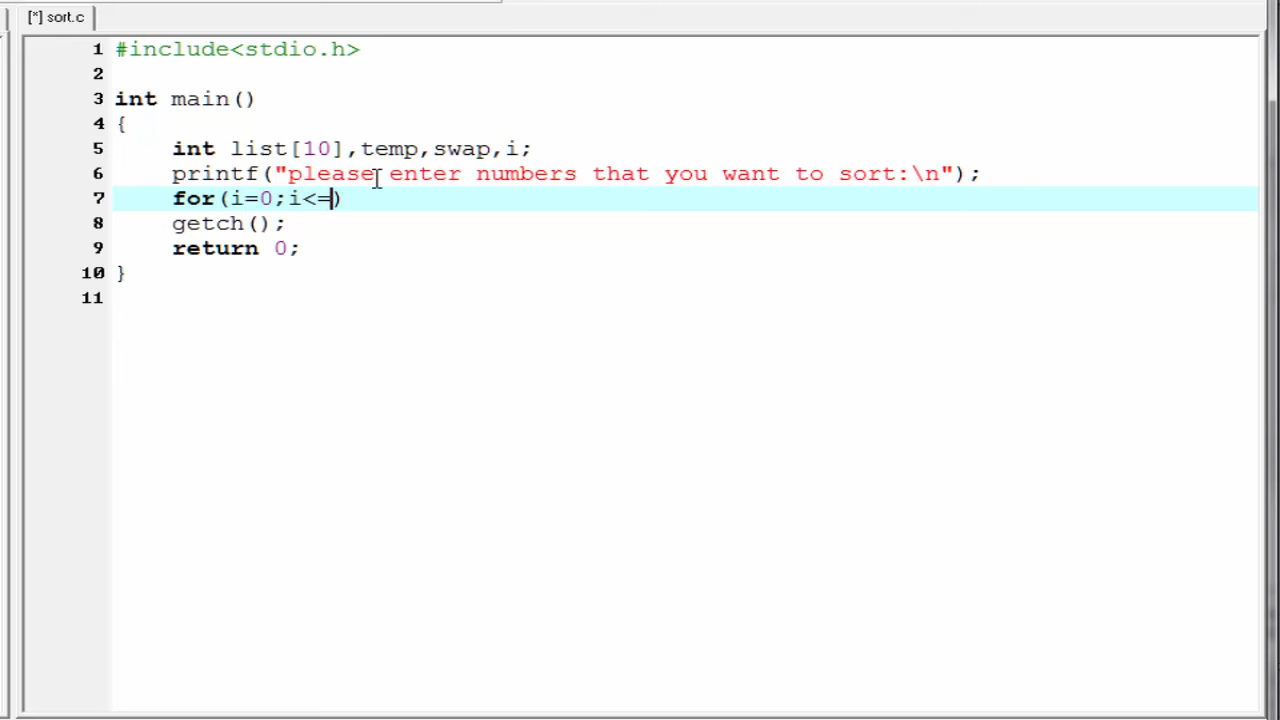 [*] sort.c
1 #include<stdio.h>
2
3 int main()
4 {
5 int list[10],temp,swap,i;
6 printf("please enter numbers that you want to sort:\n");
7 for(i=0;i<=)
8 getch();
9 return 0;
10 }
11